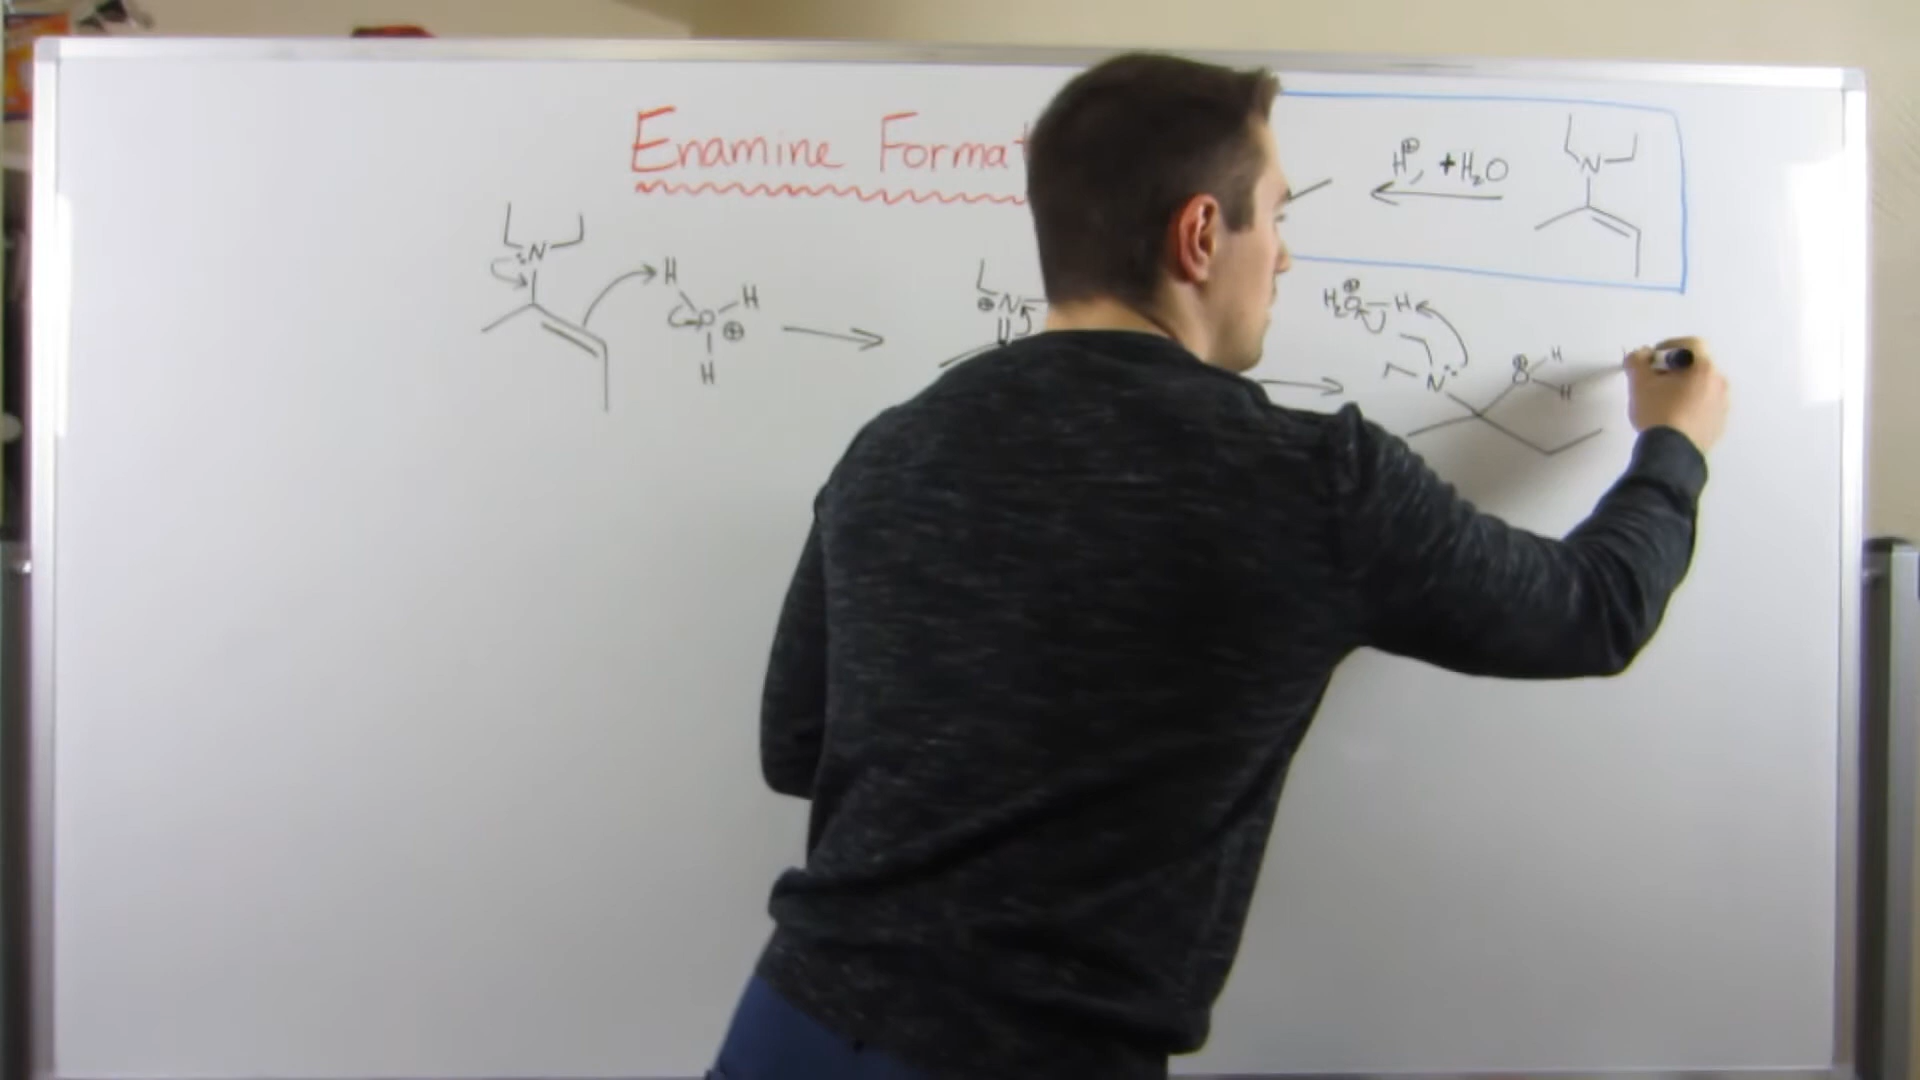 Enamine Format
H⊕, +H₂O
N
:N
H
H
O
⊕
H
⊕N
H₂O⊕-H
N:
⊕O
H
H